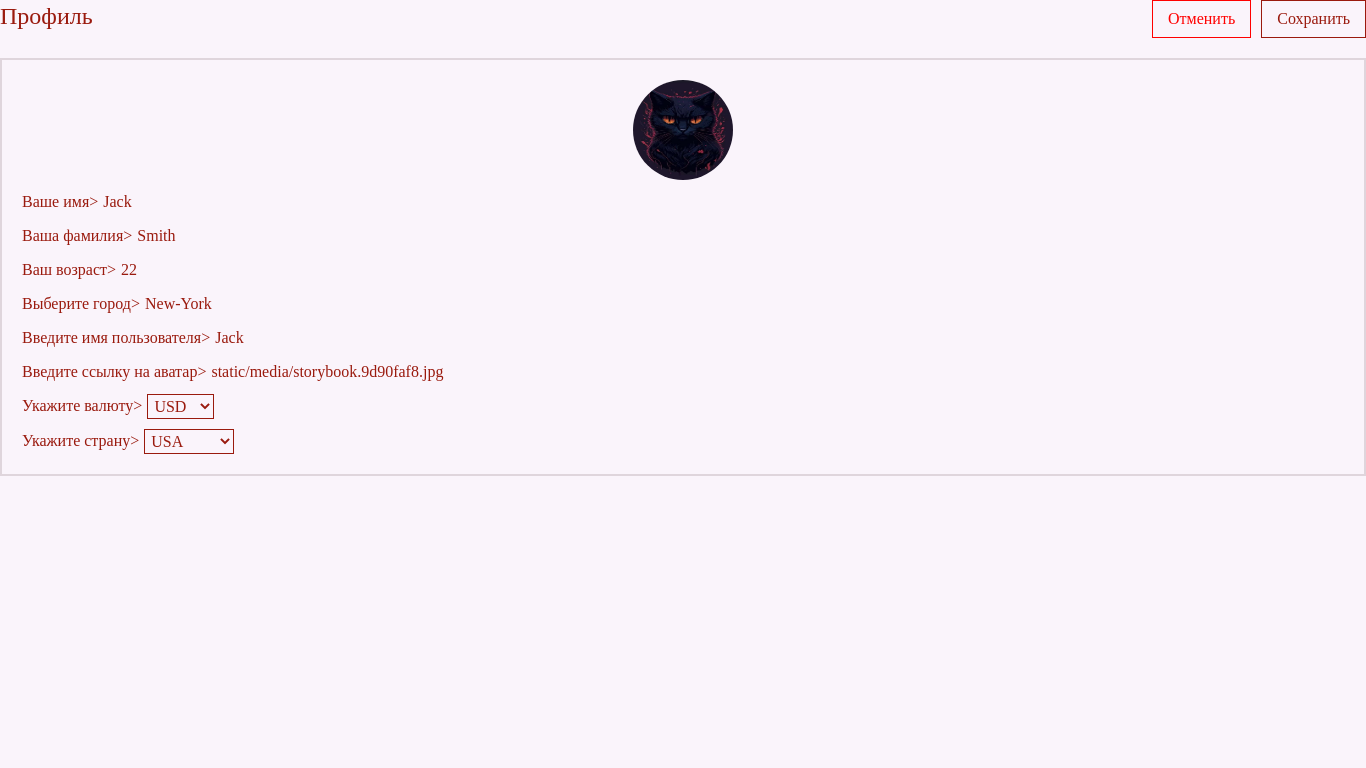 Профиль
Отменить
Сохранить
Ваше имя> Jack
Ваша фамилия> Smith
Ваш возраст> 22
Выберите город> New-York
Введите имя пользователя> Jack
Введите ссылку на аватар> static/media/storybook.9d90faf8.jpg
Укажите валюту> USD
Укажите страну> USA